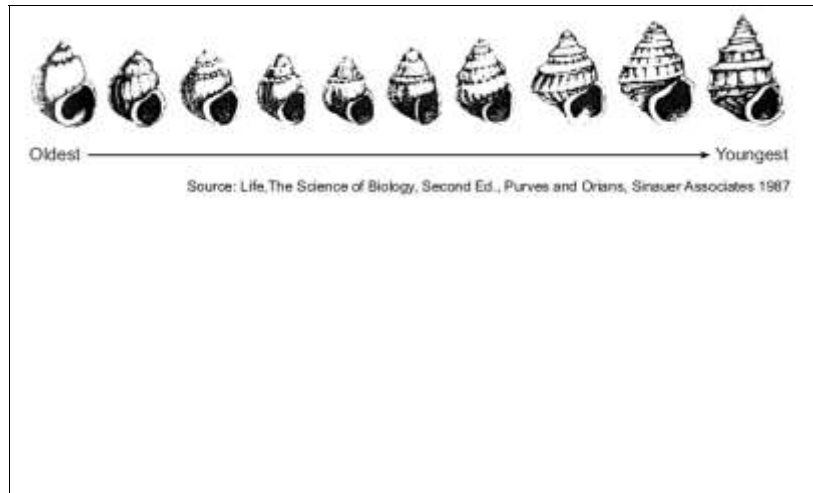 Oldest Youngest
Source: Life,The Science of Biology, Second Ed., Purves and Orians, Sinauer Associates 1987